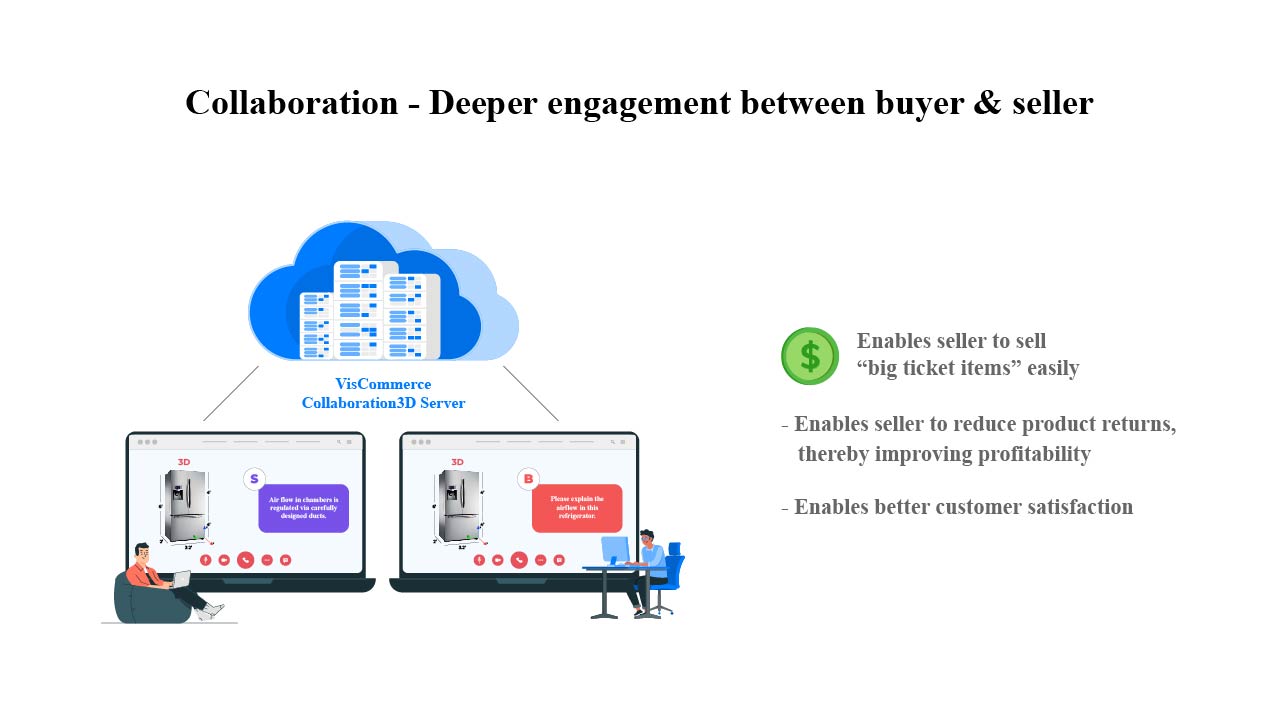 Collaboration - Deeper engagement between buyer & seller
VisCommerce
Collaboration3D Server
3D
S
Air flow in chambers is
regulated via carefully
designed ducts.
3D
B
Please explain the
airflow in this
refrigerator.
$
Enables seller to sell
“big ticket items” easily
- Enables seller to reduce product returns,
thereby improving profitability
- Enables better customer satisfaction